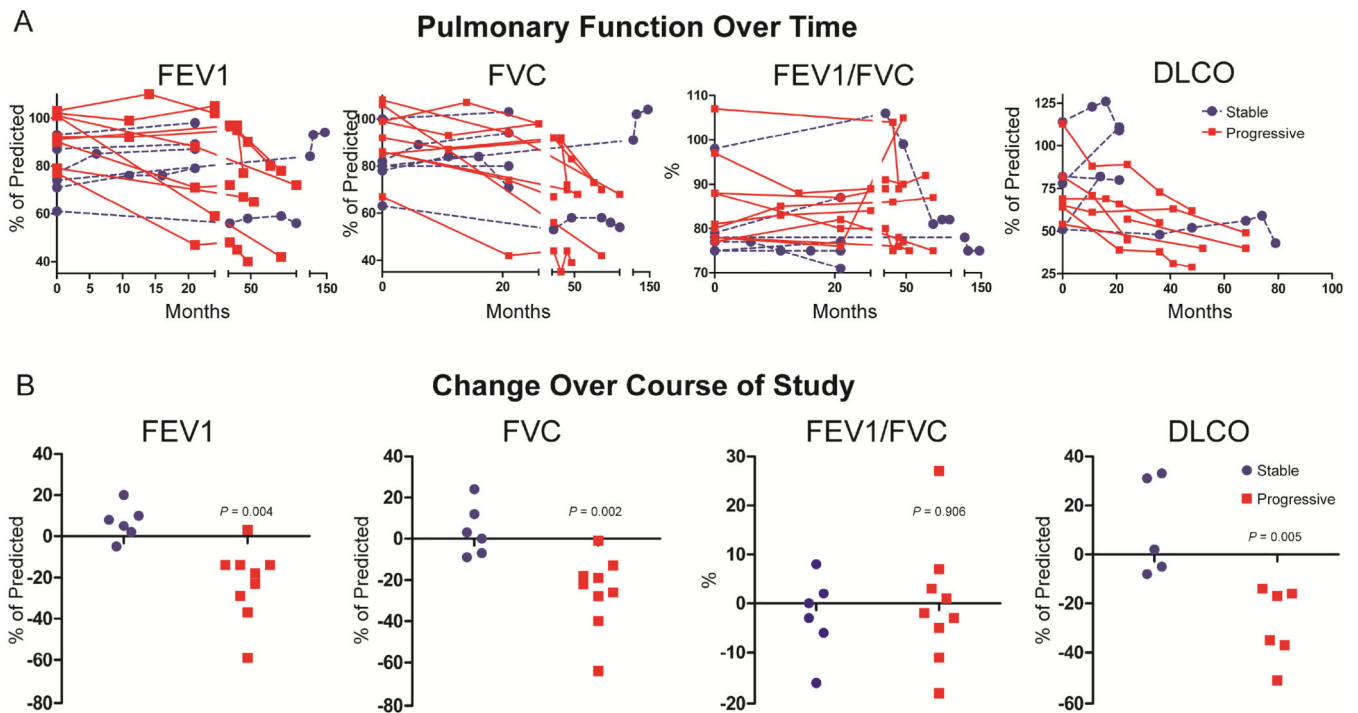 A
Pulmonary Function Over Time
FEV1
FVC
FEV1/FVC
DLCO
% of Predicted
100
80
60
40
0
5
10
15
20
50
150
Months
% of Predicted
100
80
60
40
0
20
50
150
Months
%
110
100
90
80
70
0
20
50
150
Months
% of Predicted
125
100
75
50
25
0
20
40
60
80
100
Months
Stable
Progressive
B
Change Over Course of Study
FEV1
FVC
FEV1/FVC
DLCO
% of Predicted
40
20
0
-20
-40
-60
-80
P = 0.004
% of Predicted
40
20
0
-20
-40
-60
-80
P = 0.002
%
30
20
10
0
-10
-20
P = 0.906
% of Predicted
40
20
0
-20
-40
-60
Stable
Progressive
P = 0.005